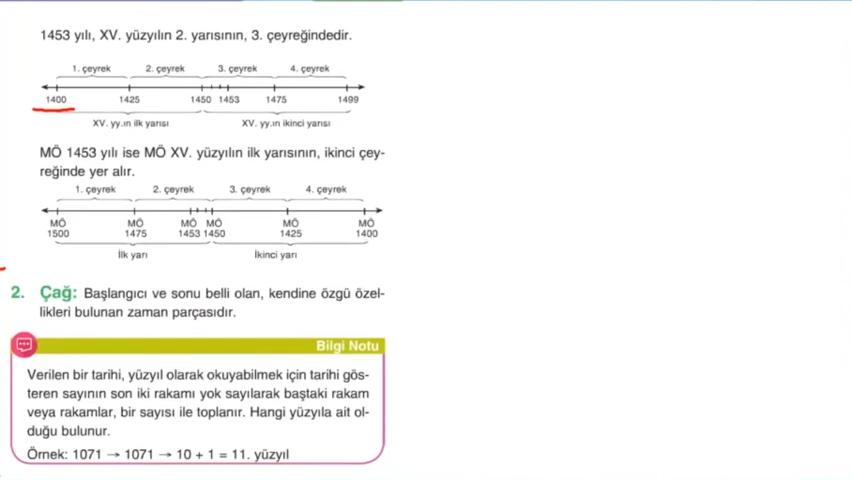 1453 yılı, XV. yüzyılın 2. yarısının, 3. çeyreğindedir.
1. çeyrek 2. çeyrek 3. çeyrek 4. çeyrek
1400 1425 1450 1453 1475 1499
XV. yy.ın ilk yarısı XV. yy.ın ikinci yarısı
MÖ 1453 yılı ise MÖ XV. yüzyılın ilk yarısının, ikinci çey-
reğinde yer alır.
1. çeyrek 2. çeyrek 3. çeyrek 4. çeyrek
MÖ MÖ MÖ MÖ MÖ MÖ
1500 1475 1453 1450 1425 1400
İlk yarı İkinci yarı
2. Çağ: Başlangıcı ve sonu belli olan, kendine özgü özel-
likleri bulunan zaman parçasıdır.
Bilgi Notu
Verilen bir tarihi, yüzyıl olarak okuyabilmek için tarihi gös-
teren sayının son iki rakamı yok sayılarak baştaki rakam
veya rakamlar, bir sayısı ile toplanır. Hangi yüzyıla ait ol-
duğu bulunur.
Örnek: 1071 → 1071 → 10 + 1 = 11. yüzyıl